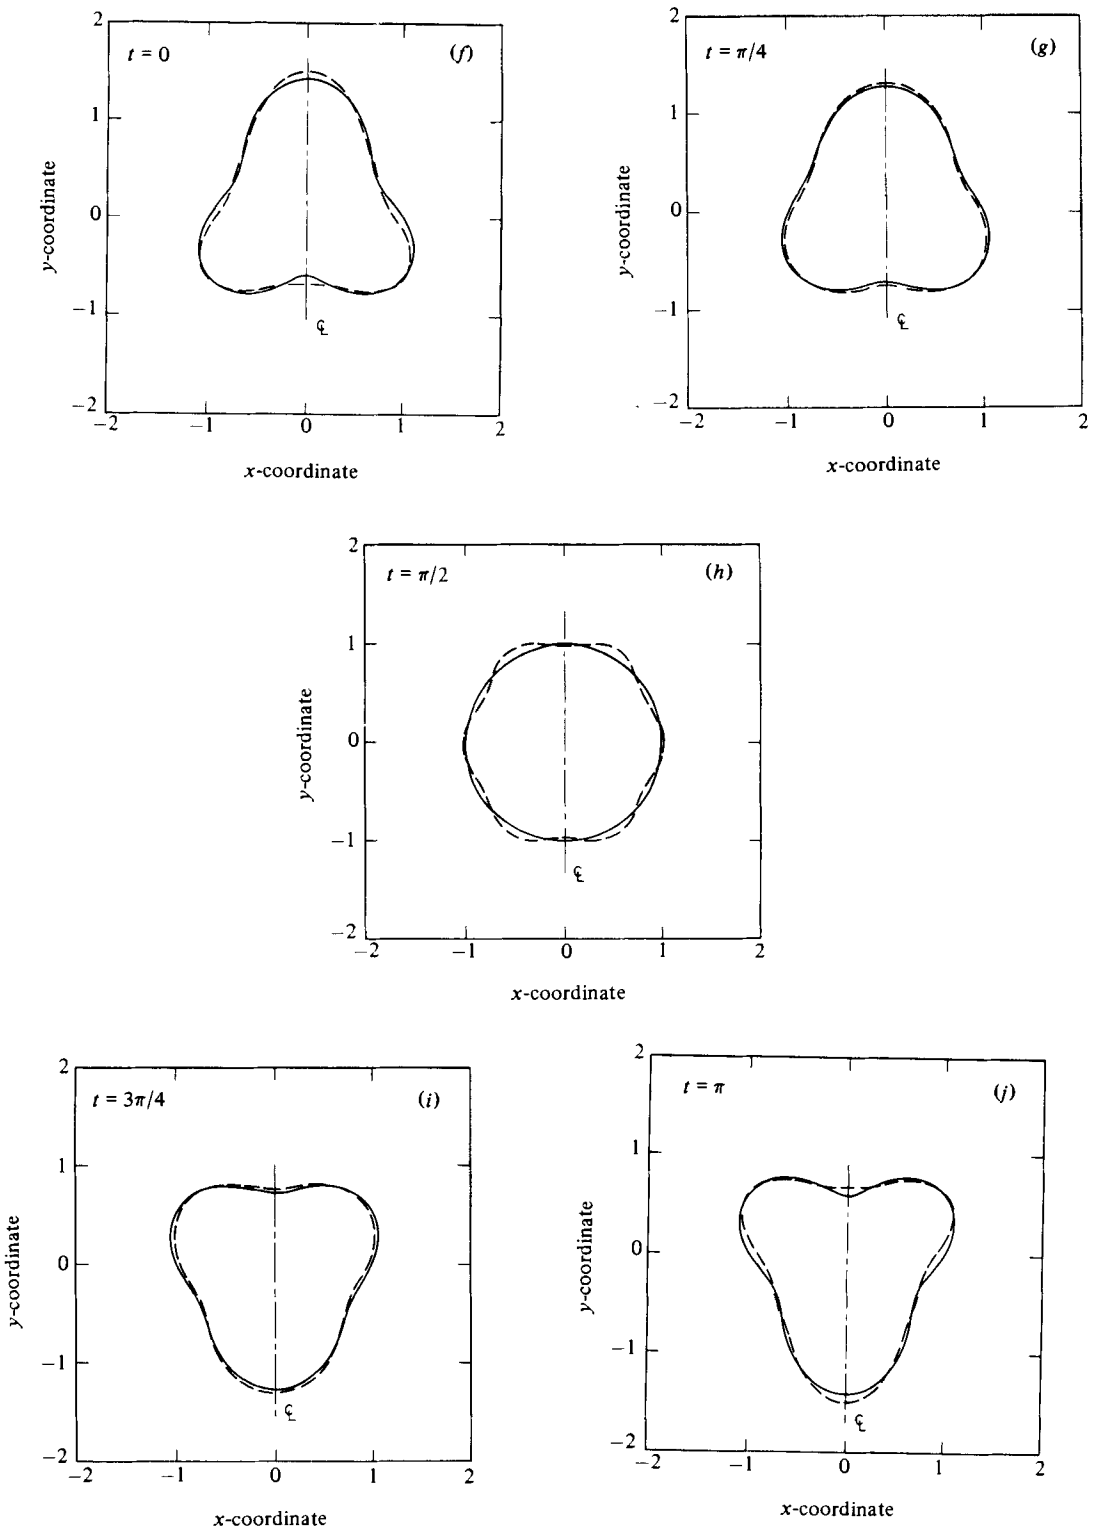 2
t = 0
(f)
1
0
−1
−2
−2
−1
0
1
2
y-coordinate
x-coordinate
℄
2
t = π/4
(g)
1
0
−1
−2
−2
−1
0
1
2
y-coordinate
x-coordinate
℄
2
t = π/2
(h)
1
0
−1
−2
−2
−1
0
1
2
y-coordinate
x-coordinate
℄
2
t = 3π/4
(i)
1
0
−1
−2
−2
−1
0
1
2
y-coordinate
x-coordinate
℄
2
t = π
(j)
1
0
−1
−2
−2
−1
0
1
2
y-coordinate
x-coordinate
℄